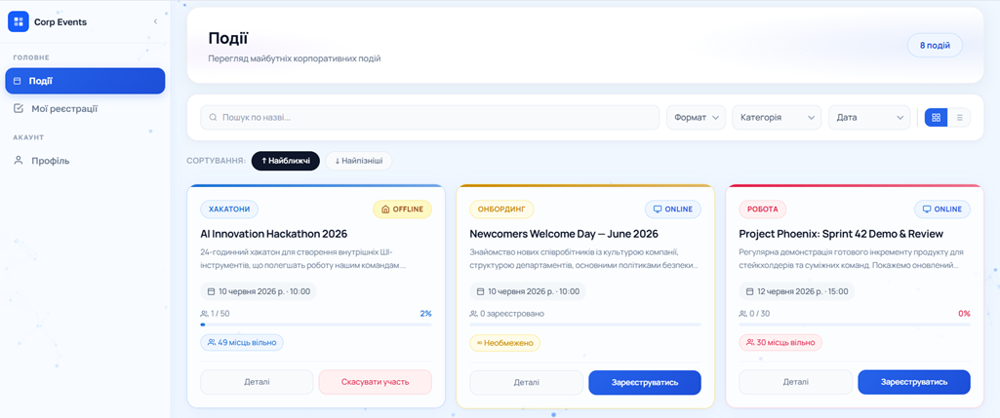 Corp Events
ГОЛОВНЕ
Події
Мої реєстрації
АКАУНТ
Профіль
Події
Перегляд майбутніх корпоративних подій
8 подій
Пошук по назві...
Формат
Категорія
Дата
СОРТУВАННЯ:
↑ Найближчі
↓ Найпізніші
ХАКАТОНИ
OFFLINE
AI Innovation Hackathon 2026
24-годинний хакатон для створення внутрішніх ШІ-
інструментів, що полегшать роботу нашим командам...
10 червня 2026 р. · 10:00
1 / 50
2%
49 місць вільно
Деталі
Скасувати участь
ОНБОРДИНГ
ONLINE
Newcomers Welcome Day — June 2026
Знайомство нових співробітників із культурою компанії,
структурою департаментів, основними політиками безпеки...
10 червня 2026 р. · 10:00
0 зареєстровано
∞ Необмежено
Деталі
Зареєструватись
РОБОТА
ONLINE
Project Phoenix: Sprint 42 Demo & Review
Регулярна демонстрація готового інкременту продукту для
стейкхолдерів та суміжних команд. Покажемо оновлений...
12 червня 2026 р. · 15:00
0 / 30
0%
30 місць вільно
Деталі
Зареєструватись